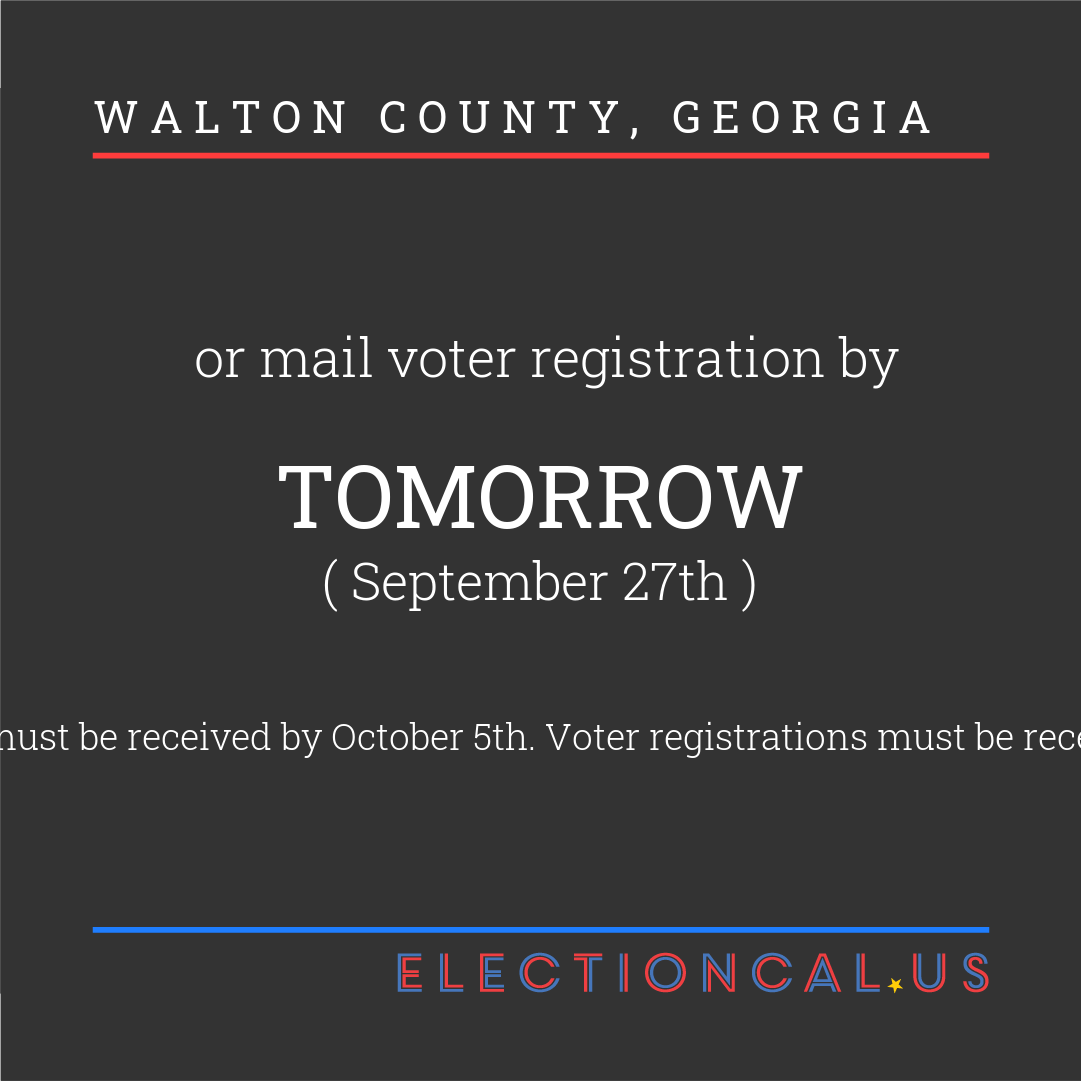 WALTON COUNTY, GEORGIA
or mail voter registration by
TOMORROW
( September 27th )
must be received by October 5th. Voter registrations must be
ELECTIONCAL.US